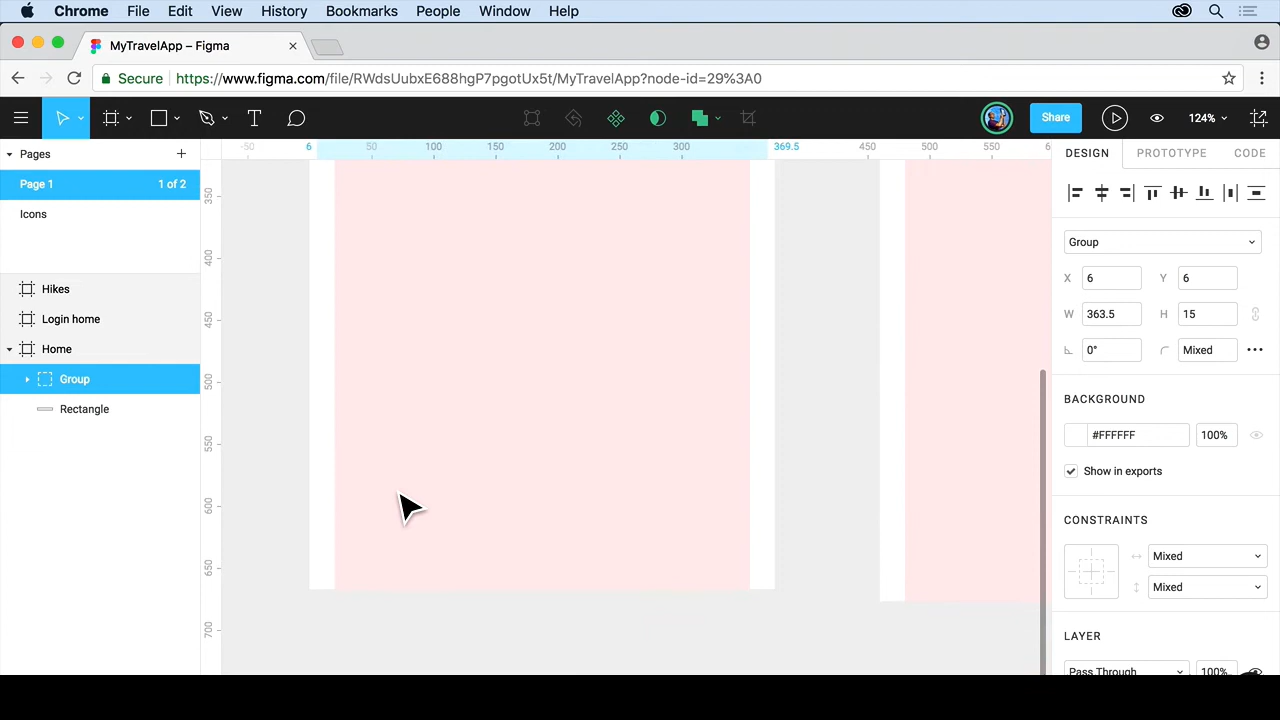 Chrome File Edit View History Bookmarks People Window Help
MyTravelApp – Figma
Secure https://www.figma.com/file/RWdsUubxE688hgP7pgotUx5t/MyTravelApp?node-id=29%3A0
T Share 124%
Pages
Page 1 1 of 2
Icons
Hikes
Login home
Home
Group
Rectangle
-50 6 50 100 150 200 250 300 369.5 450 500 550 6
350
400
450
500
550
600
650
700
DESIGN PROTOTYPE CODE
Group
X 6 Y 6
W 363.5 H 15
0° Mixed
BACKGROUND
#FFFFFF 100%
Show in exports
CONSTRAINTS
Mixed
Mixed
LAYER
Pass Through 100%